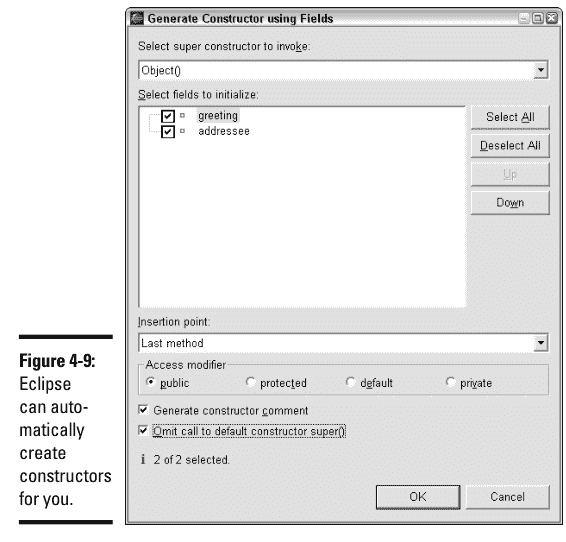 Generate Constructor using Fields
Select super constructor to invoke:
Object()
Select fields to initialize:
greeting
addressee
Select All
Deselect All
Up
Down
Insertion point:
Last method
Access modifier
public protected default private
Generate constructor comment
Omit call to default constructor super()
i 2 of 2 selected.
OK Cancel
Figure 4-9:
Eclipse
can auto-
matically
create
constructors
for you.